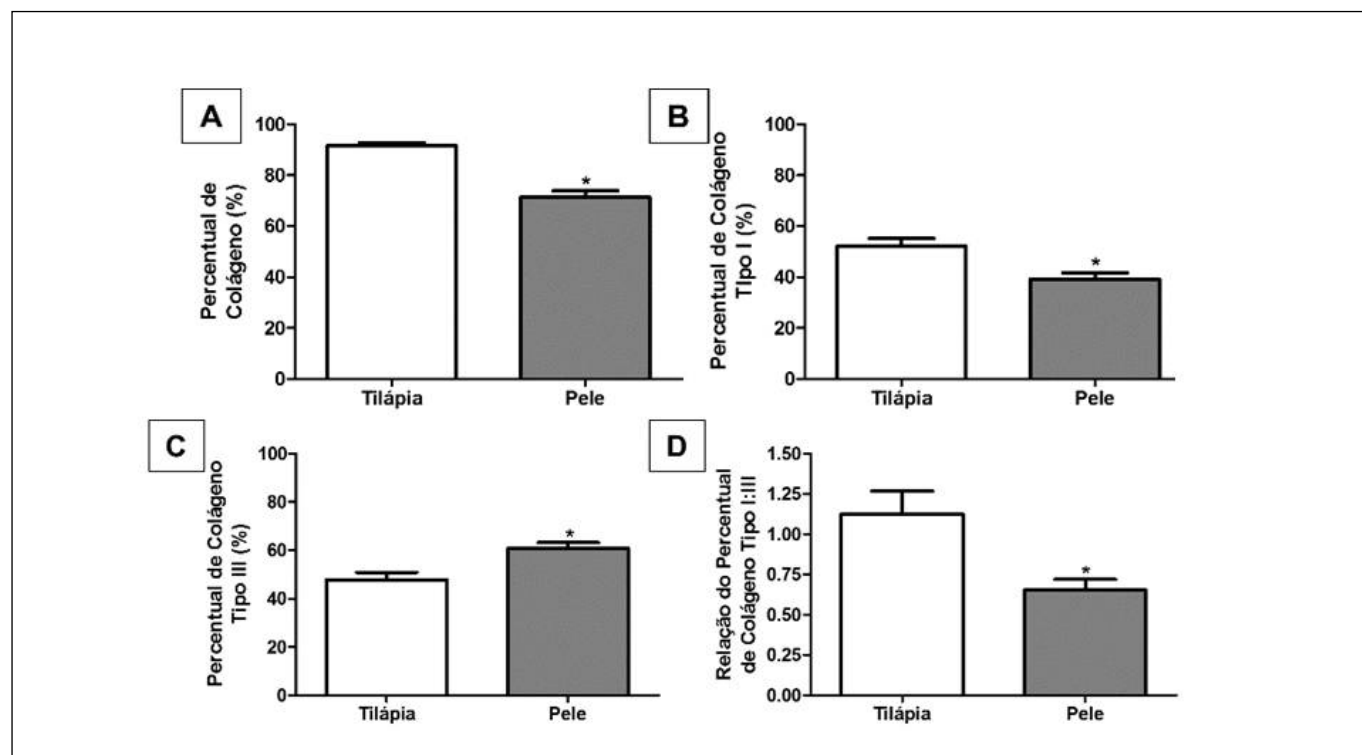 A
Percentual de
Colágeno (%)
100
80
60
40
20
0
*
Tilápia
Pele
B
Percentual de Colágeno
TIpo I (%)
100
80
60
40
20
0
*
Tilápia
Pele
C
Percentual de Colágeno
Tipo III (%)
100
80
60
40
20
0
*
Tilápia
Pele
D
Relação do Percentual
de Colágeno Tipo I:III
1.50
1.25
1.00
0.75
0.50
0.25
0.00
*
Tilápia
Pele